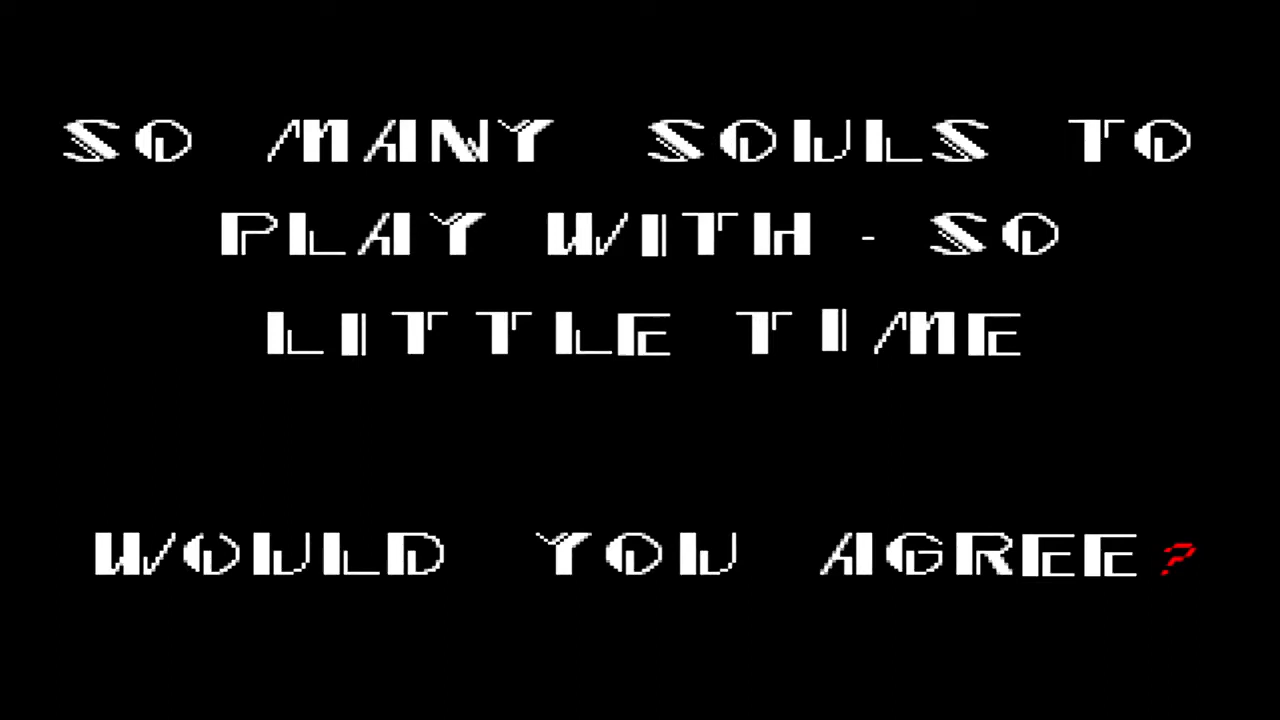 SO MANY SOULS TO
PLAY WITH - SO
LITTLE TIME
WOULD YOU AGREE?